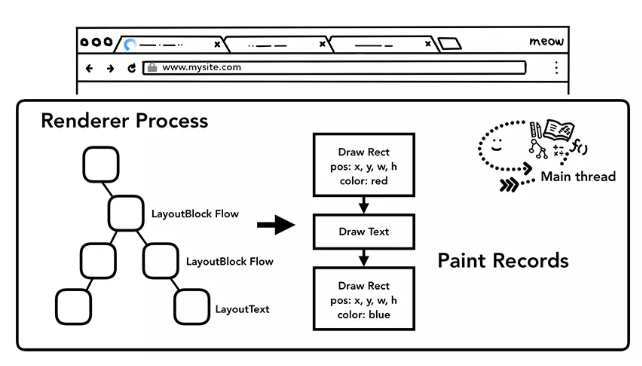 meow
www.mysite.com
Renderer Process
LayoutBlock Flow
LayoutBlock Flow
LayoutText
Draw Rect
pos: x, y, w, h
color: red
Draw Text
Draw Rect
pos: x, y, w, h
color: blue
f()
Main thread
Paint Records